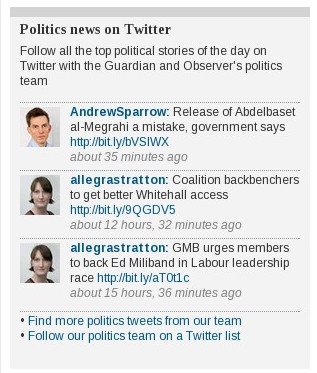 Politics news on Twitter
Follow all the top political stories of the day on
Twitter with the Guardian and Observer's politics
team
AndrewSparrow: Release of Abdelbaset
al-Megrahi a mistake, government says
http://bit.ly/bVSIWX
about 35 minutes ago
allegrastratton: Coalition backbenchers
to get better Whitehall access
http://bit.ly/9QGDV5
about 12 hours, 32 minutes ago
allegrastratton: GMB urges members
to back Ed Miliband in Labour leadership
race http://bit.ly/aT0t1c
about 15 hours, 36 minutes ago
• Find more politics tweets from our team
• Follow our politics team on a Twitter list